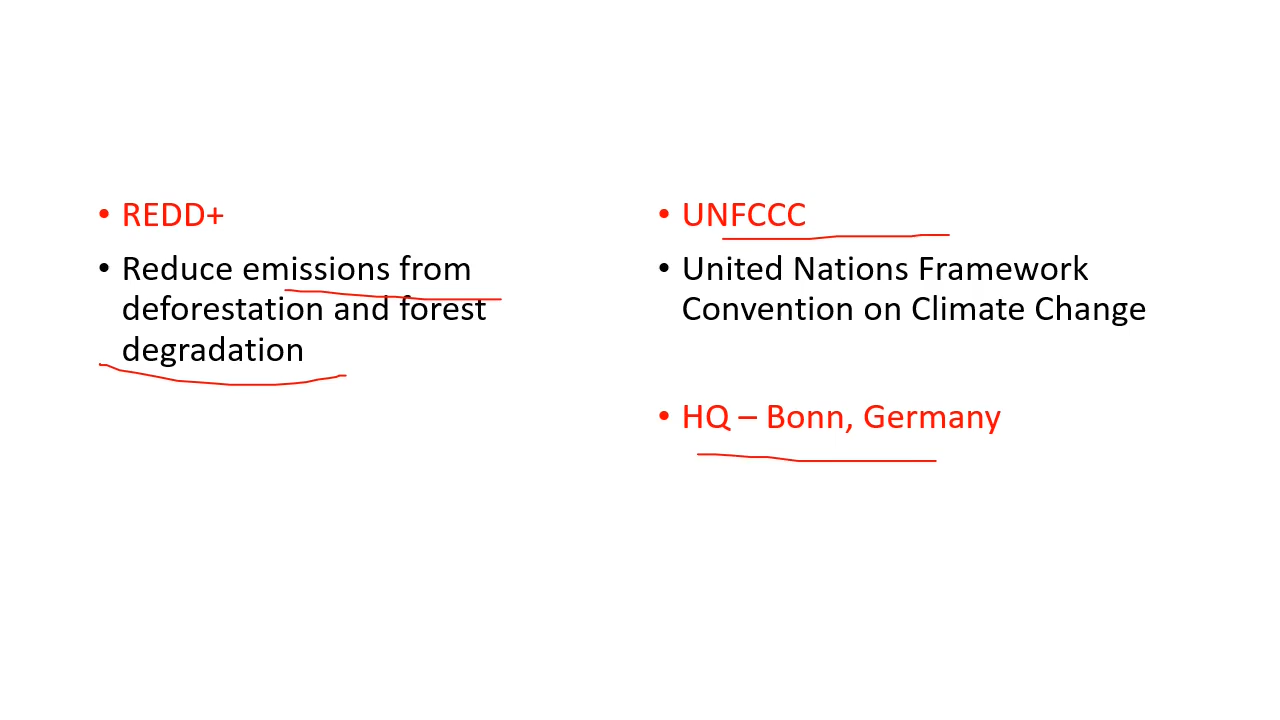 • REDD+
• Reduce emissions from
deforestation and forest
degradation
• UNFCCC
• United Nations Framework
Convention on Climate Change
• HQ – Bonn, Germany